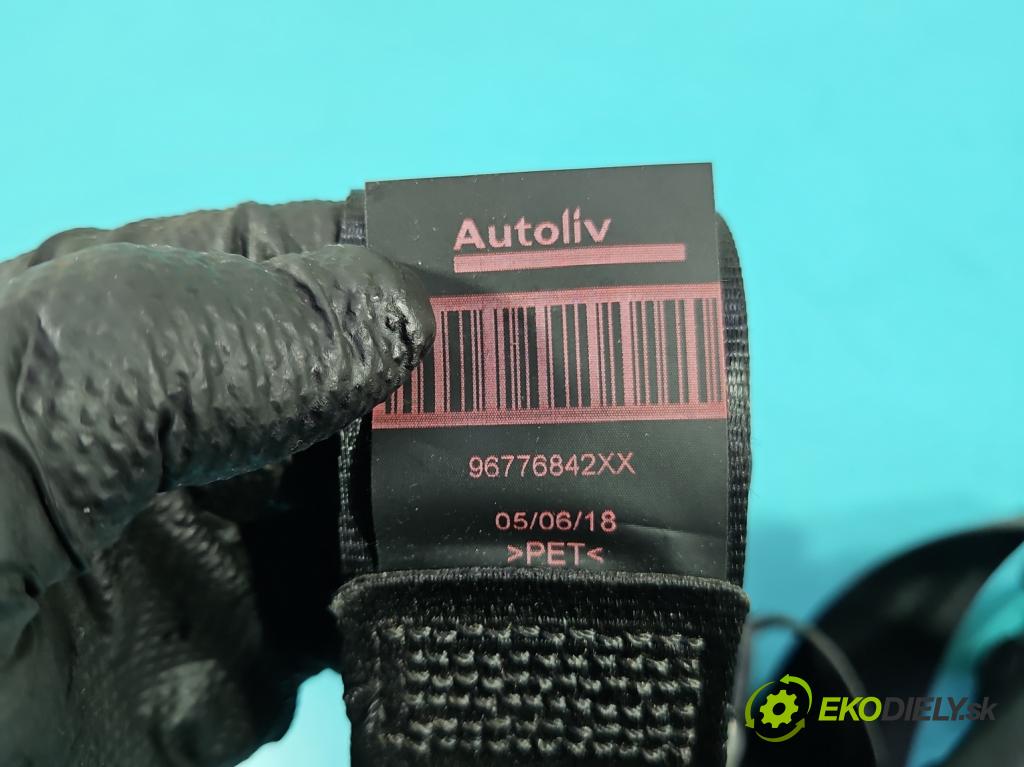 Autoliv
96776842XX
05/06/18
>PET<
EKODIELY.sk